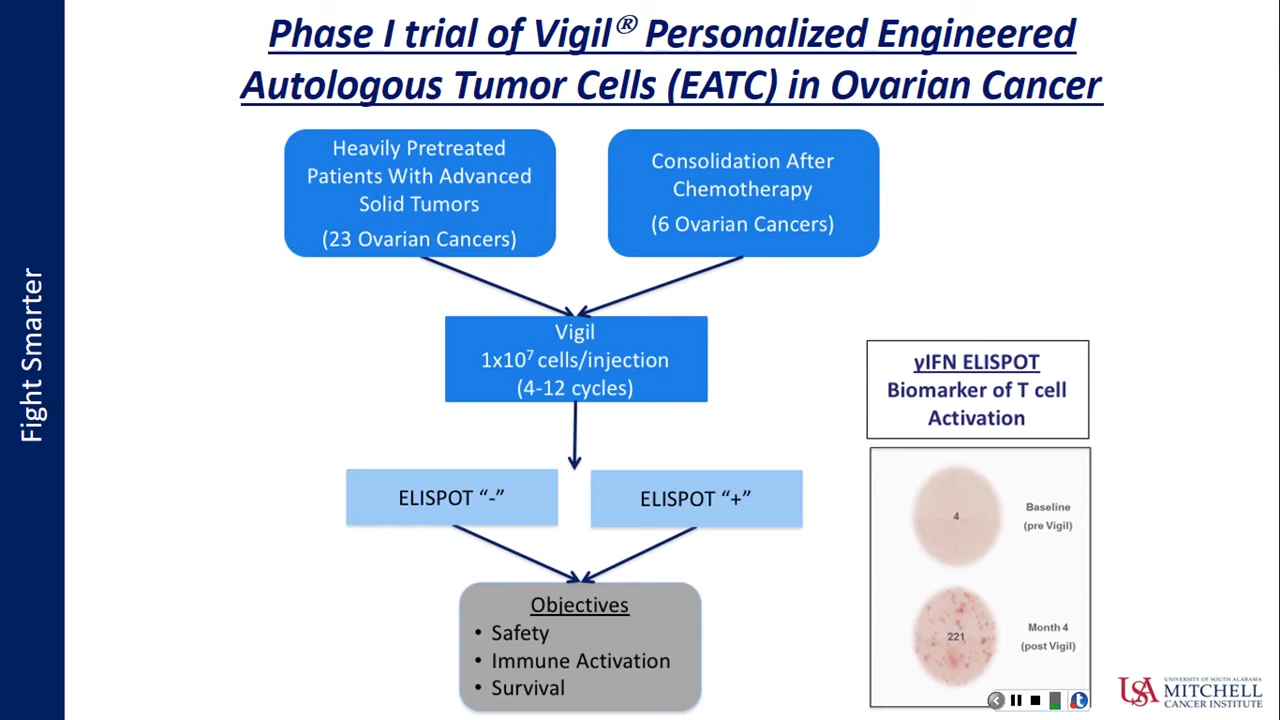 Phase I trial of Vigil® Personalized Engineered
Autologous Tumor Cells (EATC) in Ovarian Cancer
Heavily Pretreated
Patients With Advanced
Solid Tumors
(23 Ovarian Cancers)
Consolidation After
Chemotherapy
(6 Ovarian Cancers)
Vigil
1x10⁷ cells/injection
(4-12 cycles)
ELISPOT “-”
ELISPOT “+”
Objectives
• Safety
• Immune Activation
• Survival
γIFN ELISPOT
Biomarker of T cell
Activation
4
Baseline
(pre Vigil)
221
Month 4
(post Vigil)
Fight Smarter
USA
UNIVERSITY OF SOUTH ALABAMA
MITCHELL
CANCER INSTITUTE